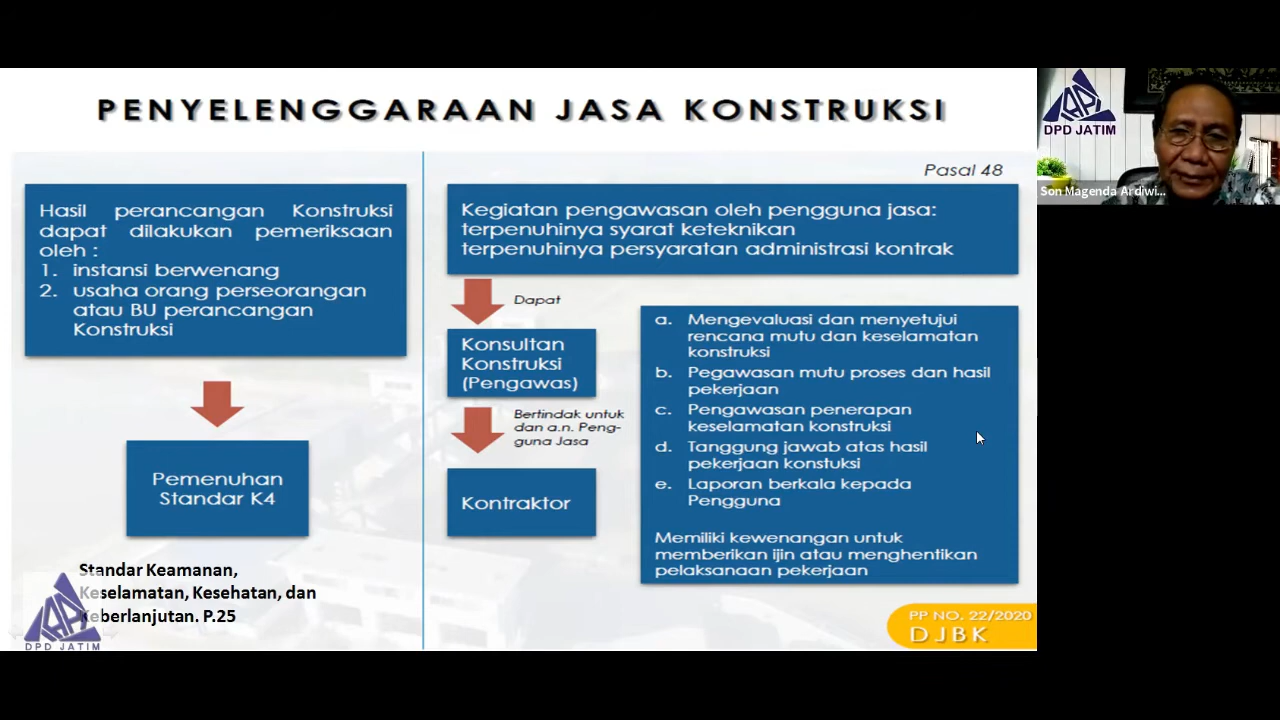 PENYELENGGARAAN JASA KONSTRUKSI
Hasil perancangan Konstruksi
dapat dilakukan pemeriksaan
oleh :
1. instansi berwenang
2. usaha orang perseorangan
atau BU perancangan
Konstruksi
Pemenuhan
Standar K4
Standar Keamanan,
Keselamatan, Kesehatan, dan
Keberlanjutan. P.25
DPD JATIM
Pasal 48
Kegiatan pengawasan oleh pengguna jasa:
terpenuhinya syarat keteknikan
terpenuhinya persyaratan administrasi kontrak
Dapat
Konsultan
Konstruksi
(Pengawas)
Bertindak untuk
dan a.n. Peng-
guna Jasa
Kontraktor
a. Mengevaluasi dan menyetujui
rencana mutu dan keselamatan
konstruksi
b. Pegawasan mutu proses dan hasil
pekerjaan
c. Pengawasan penerapan
keselamatan konstruksi
d. Tanggung jawab atas hasil
pekerjaan konstuksi
e. Laporan berkala kepada
Pengguna
Memiliki kewenangan untuk
memberikan ijin atau menghentikan
pelaksanaan pekerjaan
PP NO. 22/2020
DJBK
DPD JATIM
Son Magenda Ardiwi...